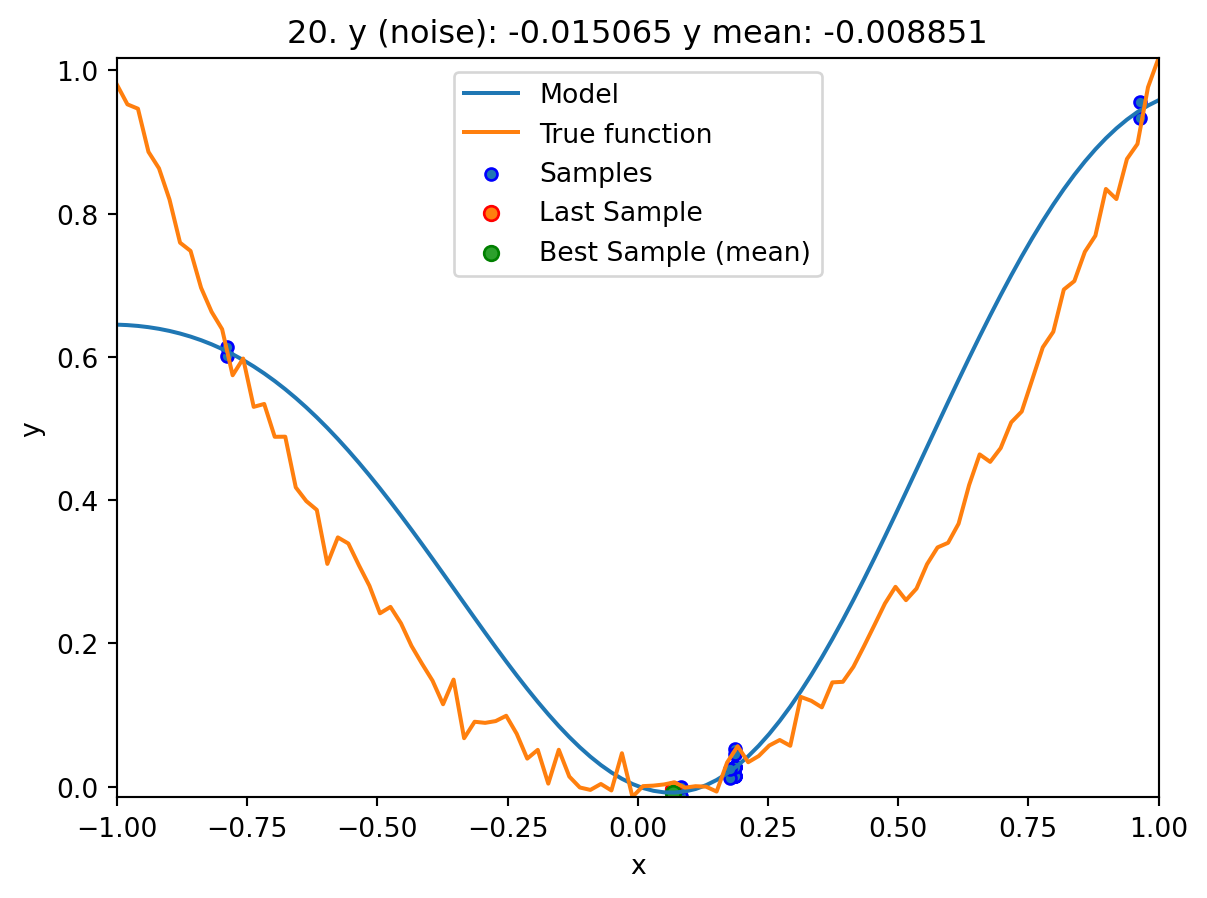 20. y (noise): -0.015065 y mean: -0.008851
Model
True function
Samples
Last Sample
Best Sample (mean)
1.0
0.8
0.6
0.4
0.2
0.0
y
−1.00 −0.75 −0.50 −0.25 0.00 0.25 0.50 0.75 1.00
x